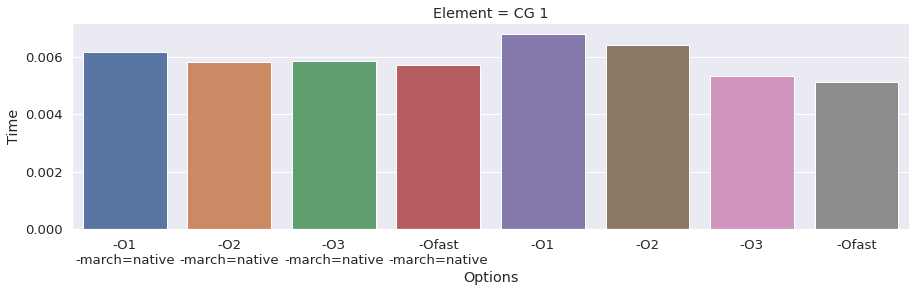 Element = CG 1
Time
0.006
0.004
0.002
0.000
-O1 -O2 -O3 -Ofast -O1 -O2 -O3 -Ofast
-march=native -march=native -march=native -march=native
Options